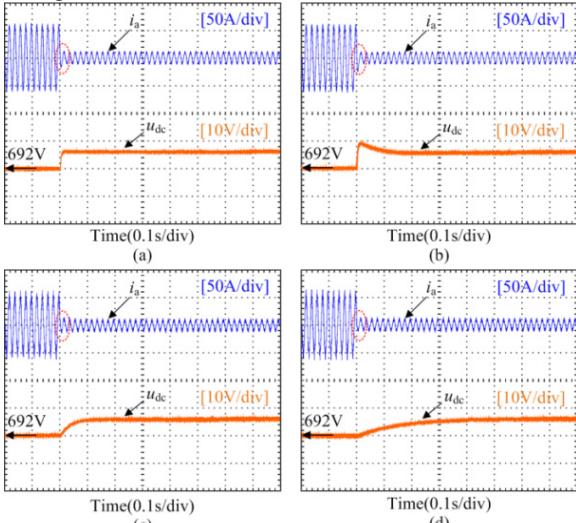 i_a [50A/div]
u_dc [10V/div]
692V
Time(0.1s/div)
(a)
i_a [50A/div]
u_dc [10V/div]
692V
Time(0.1s/div)
(b)
i_a [50A/div]
u_dc [10V/div]
692V
Time(0.1s/div)
i_a [50A/div]
u_dc [10V/div]
692V
Time(0.1s/div)
(d)